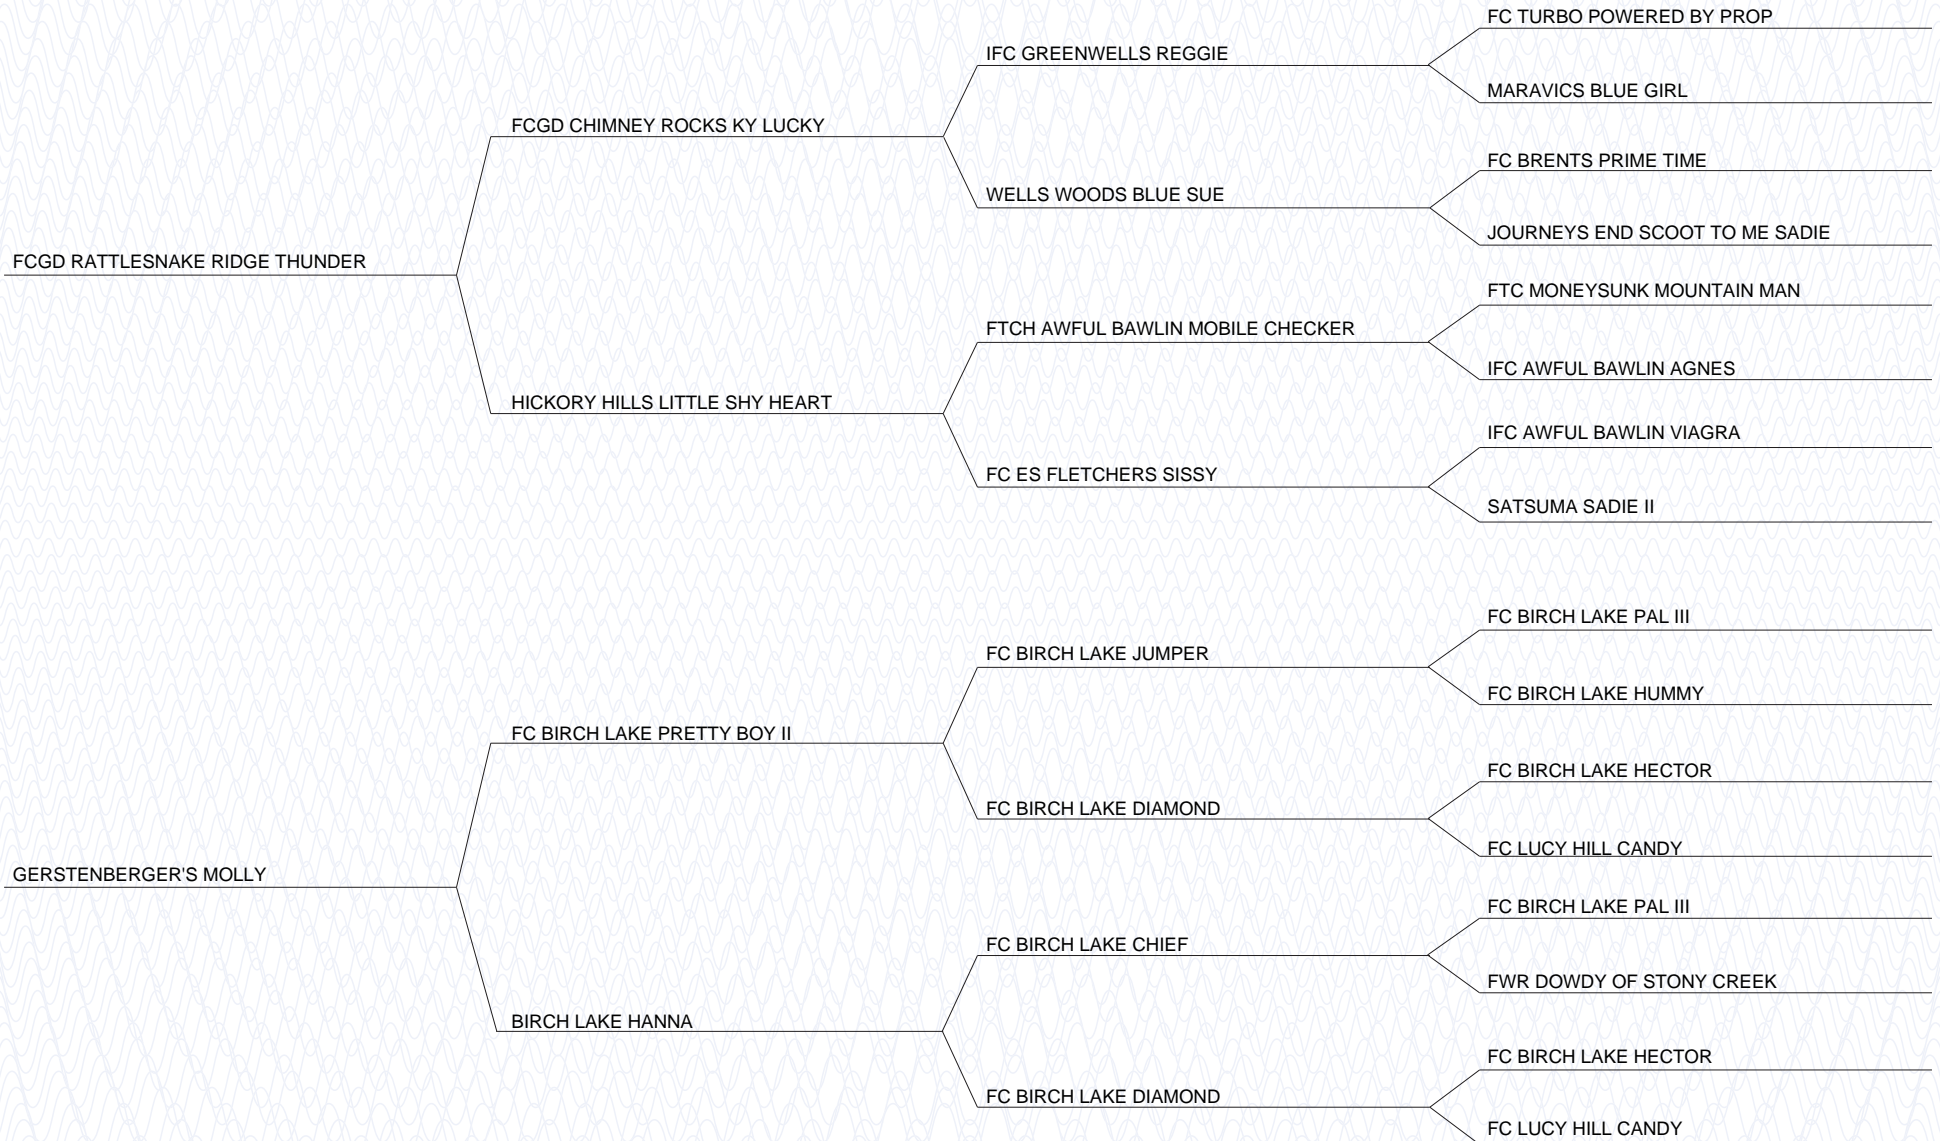 FC TURBO POWERED BY PROP
IFC GREENWELLS REGGIE
MARAVICS BLUE GIRL
FCGD CHIMNEY ROCKS KY LUCKY
FC BRENTS PRIME TIME
WELLS WOODS BLUE SUE
JOURNEYS END SCOOT TO ME SADIE
FCGD RATTLESNAKE RIDGE THUNDER
FTC MONEYSUNK MOUNTAIN MAN
FTCH AWFUL BAWLIN MOBILE CHECKER
IFC AWFUL BAWLIN AGNES
HICKORY HILLS LITTLE SHY HEART
IFC AWFUL BAWLIN VIAGRA
FC ES FLETCHERS SISSY
SATSUMA SADIE II
FC BIRCH LAKE PAL III
FC BIRCH LAKE JUMPER
FC BIRCH LAKE HUMMY
FC BIRCH LAKE PRETTY BOY II
FC BIRCH LAKE HECTOR
FC BIRCH LAKE DIAMOND
FC LUCY HILL CANDY
GERSTENBERGER'S MOLLY
FC BIRCH LAKE PAL III
FC BIRCH LAKE CHIEF
FWR DOWDY OF STONY CREEK
BIRCH LAKE HANNA
FC BIRCH LAKE HECTOR
FC BIRCH LAKE DIAMOND
FC LUCY HILL CANDY